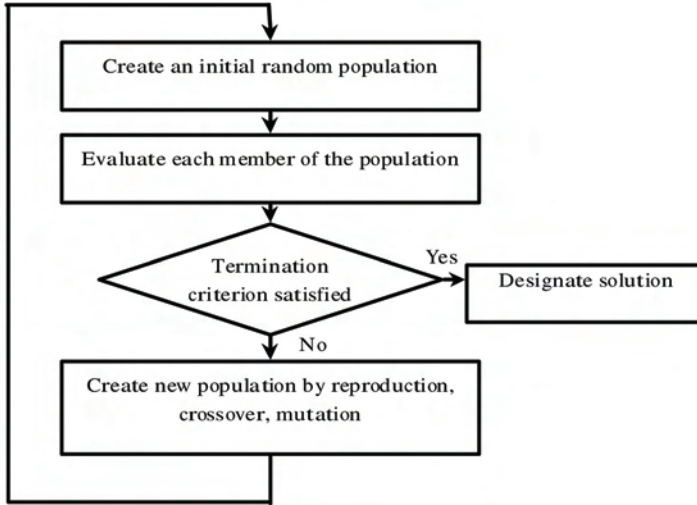 Create an initial random population
Evaluate each member of the population
Termination
criterion satisfied
Yes
Designate solution
No
Create new population by reproduction,
crossover, mutation